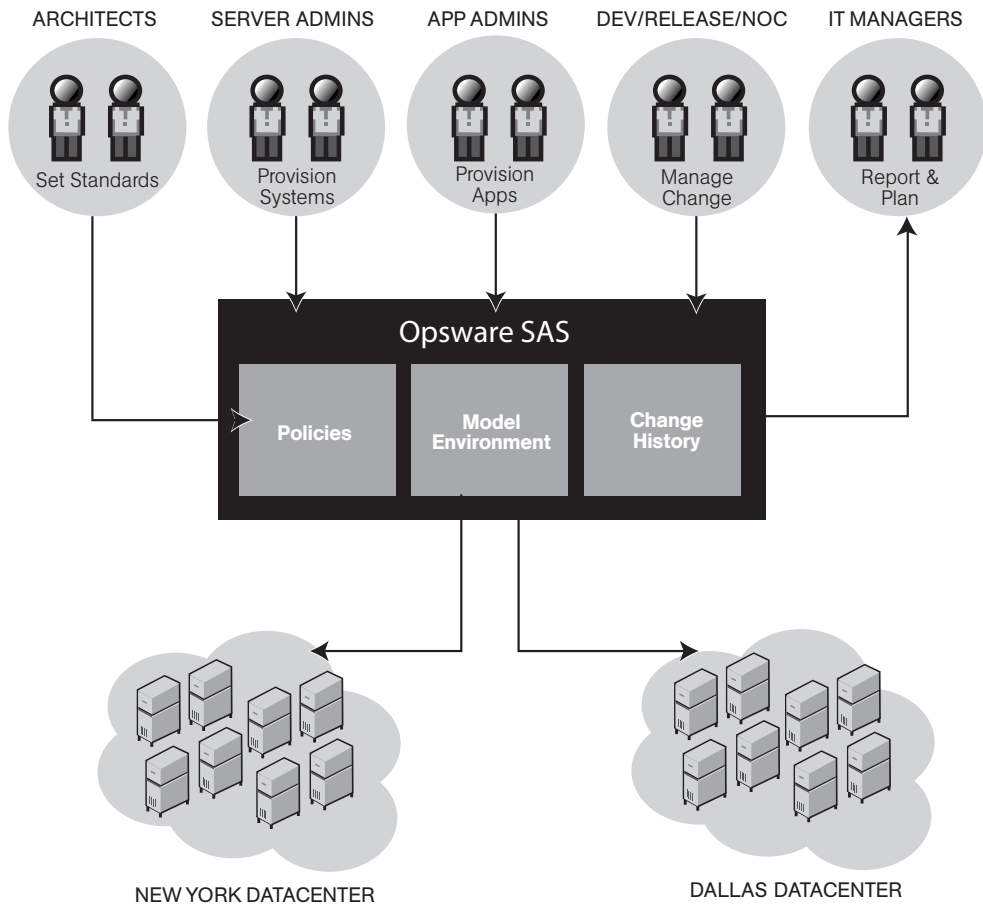 ARCHITECTS
SERVER ADMINS
APP ADMINS
DEV/RELEASE/NOC
IT MANAGERS
Set Standards
Provision
Systems
Provision
Apps
Manage
Change
Report &
Plan
Opsware SAS
Policies
Model
Environment
Change
History
NEW YORK DATACENTER
DALLAS DATACENTER